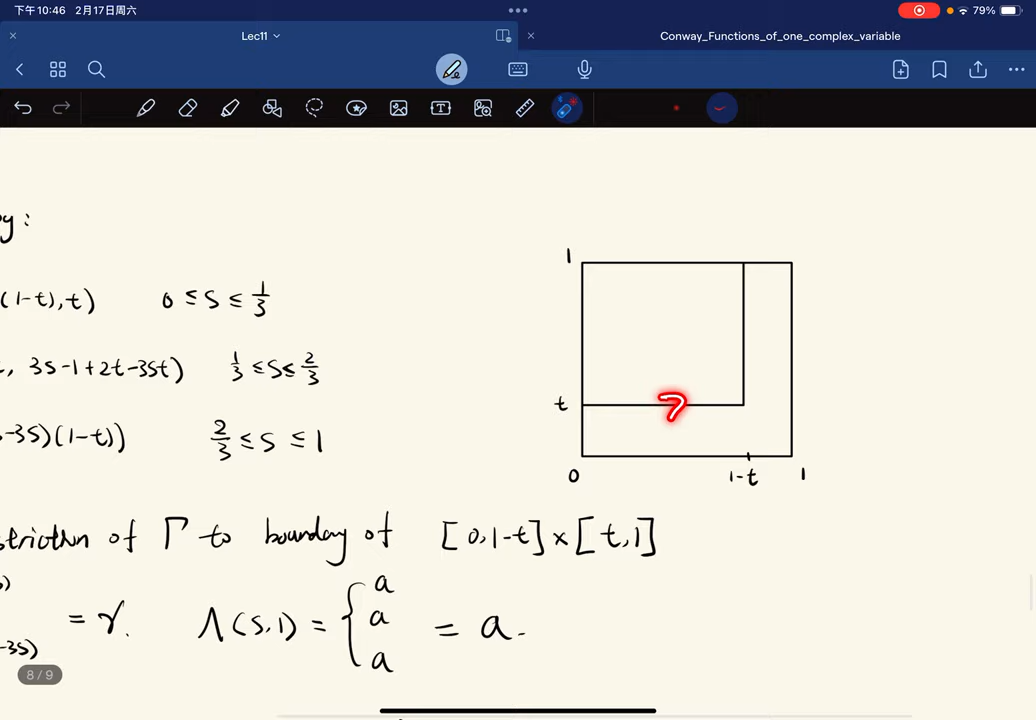 下午10:46 2月17日周六
79%
Lec11
Conway_Functions_of_one_complex_variable
py:
(1-t), t) 0 ≤ s ≤ 1/3
1
t, 3s-1+2t-3st) 1/3 ≤ s ≤ 2/3
t
-3s)(1-t)) 2/3 ≤ s ≤ 1
0 1-t 1
striction of Γ to boundary of [0,1-t]×[t,1]
s)
= γ. Λ(s,1) = { a a a = a.
-3s)
8/9